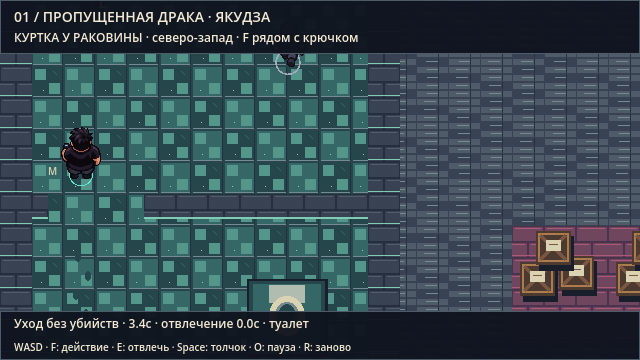 01 / ПРОПУЩЕННАЯ ДРАКА · ЯКУДЗА
КУРТКА У РАКОВИНЫ · северо-запад · F рядом с крючком
М
Уход без убийств · 3.4с · отвлечение 0.0с · туалет
WASD · F: действие · E: отвлечь · Space: толчок · O: пауза · R: заново